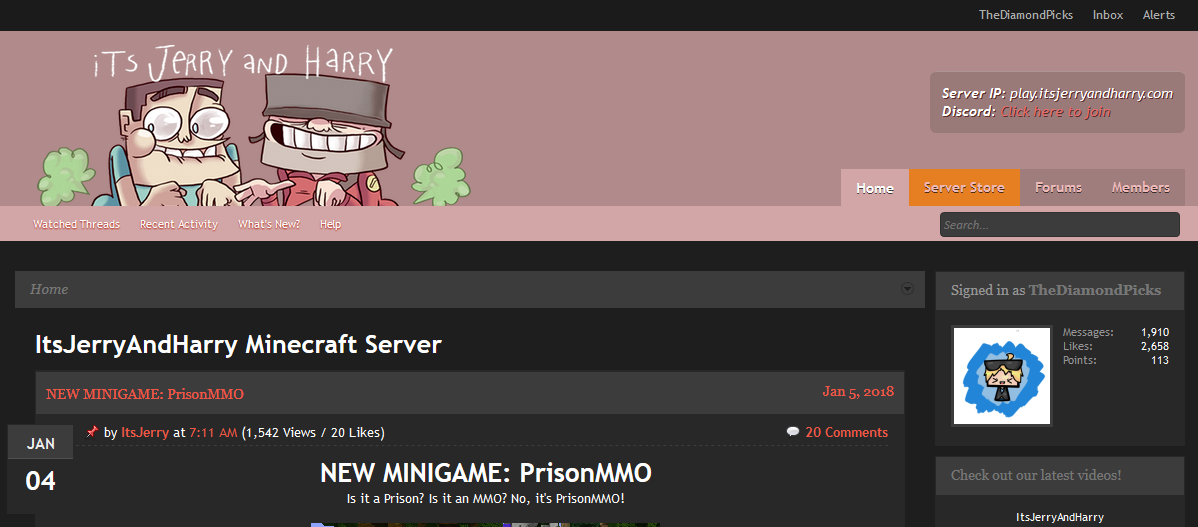 TheDiamondPicks Inbox Alerts
iTs JERRY AND HARRY
Server IP: play.itsjerryandharry.com
Discord: Click here to join
Home Server Store Forums Members
Watched Threads Recent Activity What's New? Help Search...
Home
Signed in as TheDiamondPicks
Messages: 1,910
Likes: 2,658
Points: 113
ItsJerryAndHarry Minecraft Server
NEW MINIGAME: PrisonMMO Jan 5, 2018
JAN
04
by ItsJerry at 7:11 AM (1,542 Views / 20 Likes) 20 Comments
NEW MINIGAME: PrisonMMO
Is it a Prison? Is it an MMO? No, it's PrisonMMO!
Check out our latest videos!
ItsJerryAndHarry